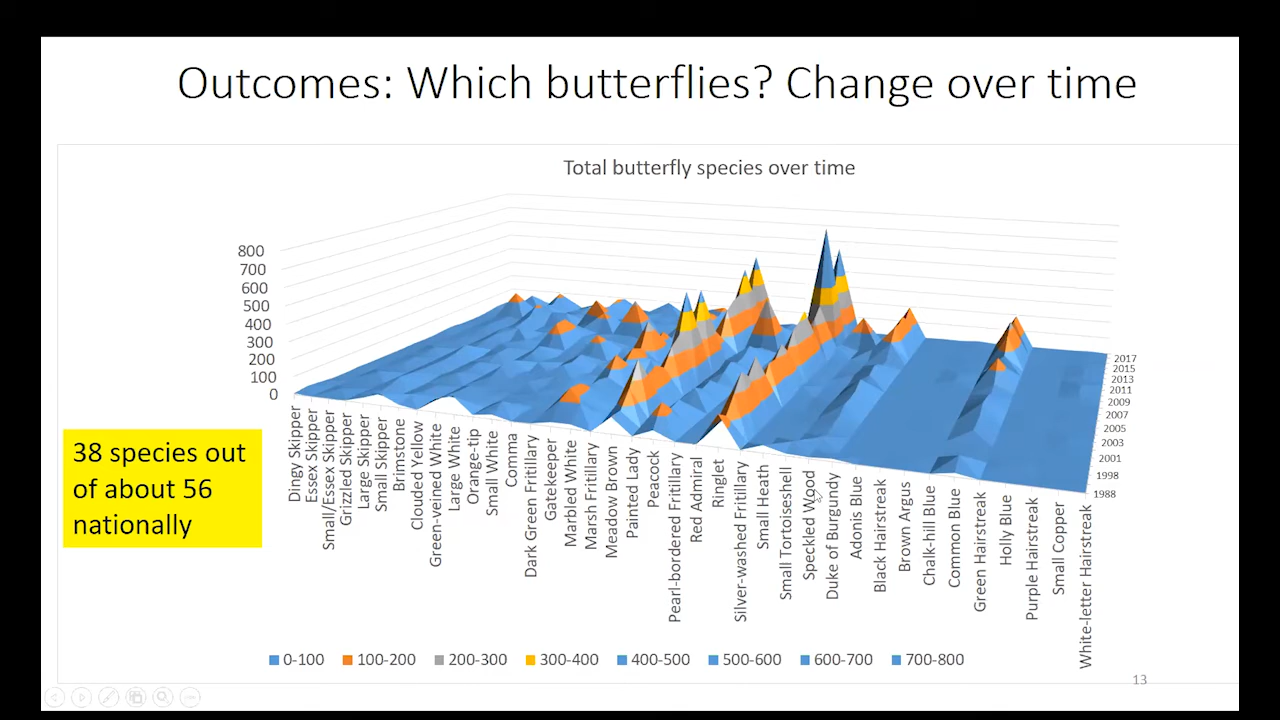 Outcomes: Which butterflies? Change over time
Total butterfly species over time
800
700
600
500
400
300
200
100
0
2017
2015
2013
2011
2009
2007
2005
2003
2001
1998
1988
Dingy Skipper
Essex Skipper
Small/Essex Skipper
Grizzled Skipper
Large Skipper
Small Skipper
Brimstone
Clouded Yellow
Green-veined White
Large White
Orange-tip
Small White
Comma
Dark Green Fritillary
Gatekeeper
Marbled White
Marsh Fritillary
Meadow Brown
Painted Lady
Peacock
Pearl-bordered Fritillary
Red Admiral
Ringlet
Silver-washed Fritillary
Small Heath
Small Tortoiseshell
Speckled Wood
Duke of Burgundy
Adonis Blue
Black Hairstreak
Brown Argus
Chalk-hill Blue
Common Blue
Green Hairstreak
Holly Blue
Purple Hairstreak
Small Copper
White-letter Hairstreak
38 species out
of about 56
nationally
0-100 100-200 200-300 300-400 400-500 500-600 600-700 700-800
13